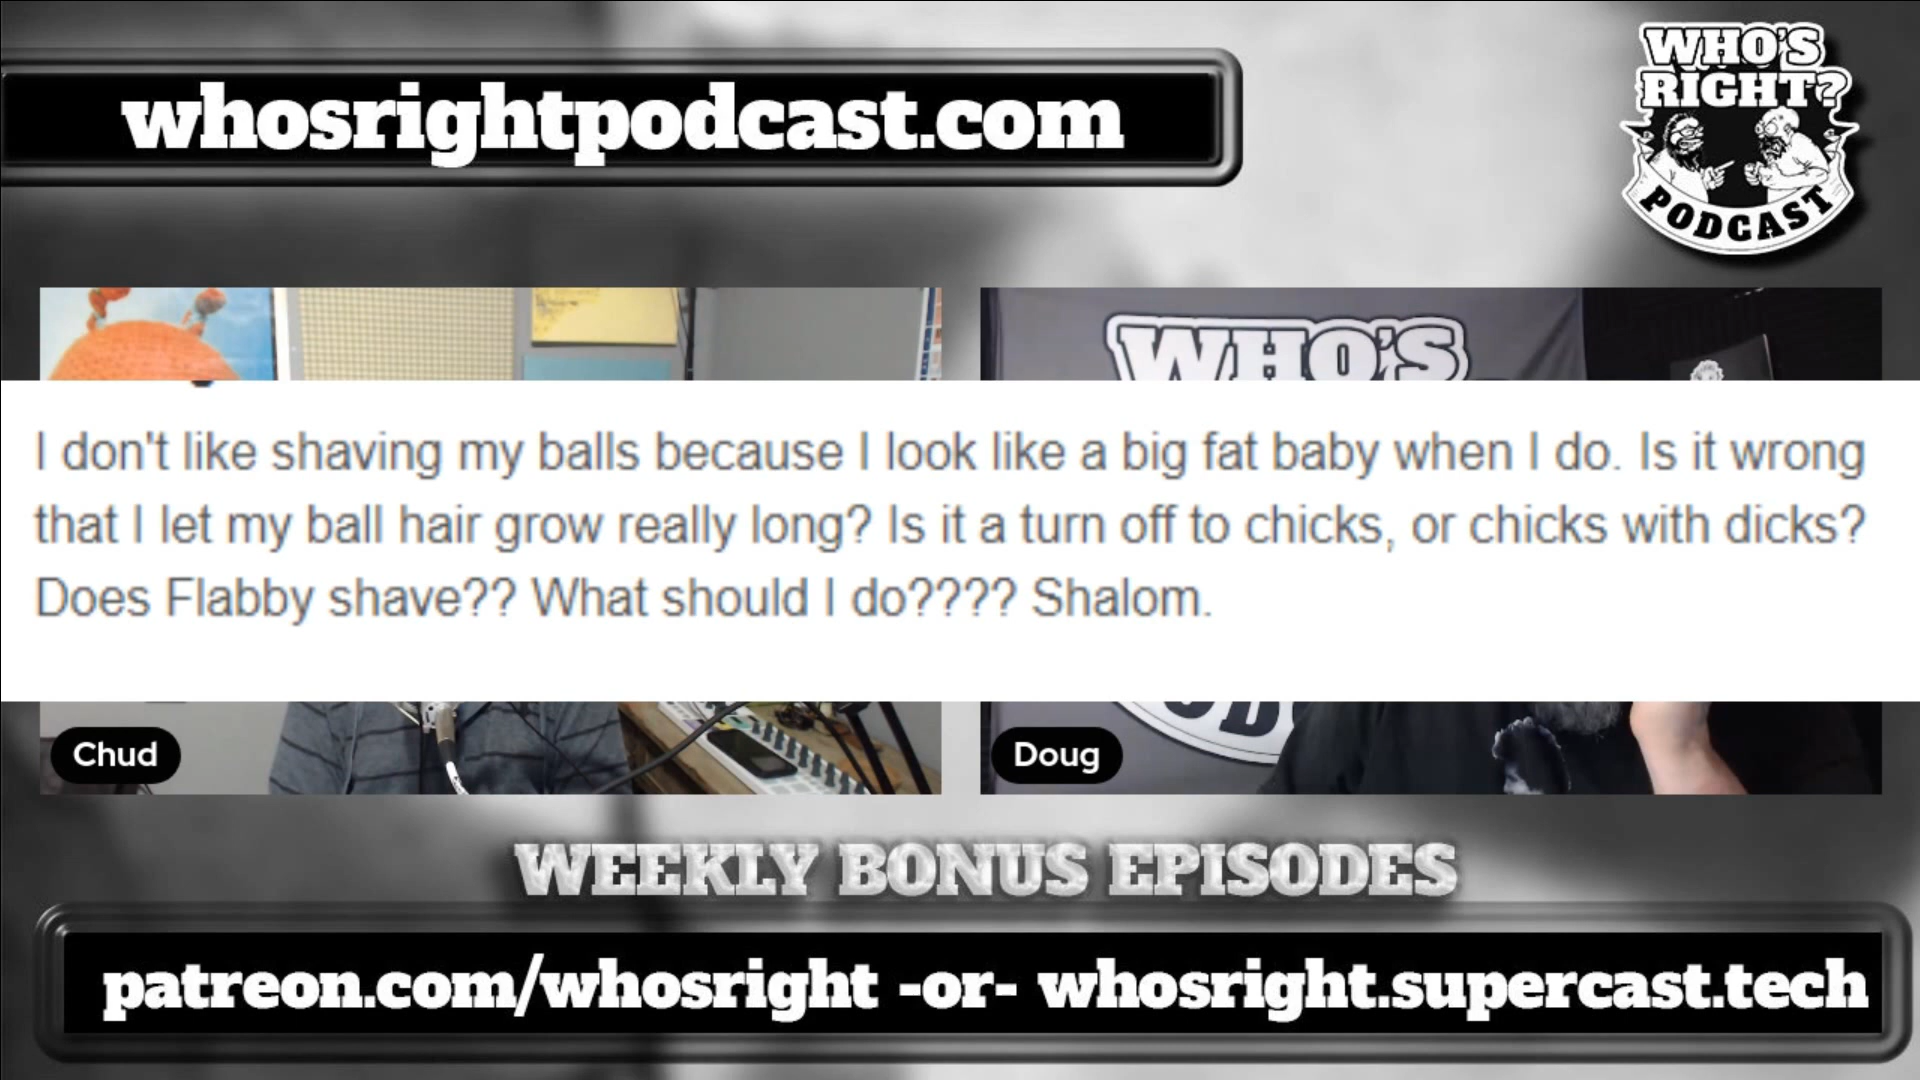 whosrightpodcast.com
WHO'S
RIGHT?
PODCAST
WHO'S
I don't like shaving my balls because I look like a big fat baby when I do. Is it wrong
that I let my ball hair grow really long? Is it a turn off to chicks, or chicks with dicks?
Does Flabby shave?? What should I do???? Shalom.
Chud
Doug
WEEKLY BONUS EPISODES
patreon.com/whosright -or- whosright.supercast.tech